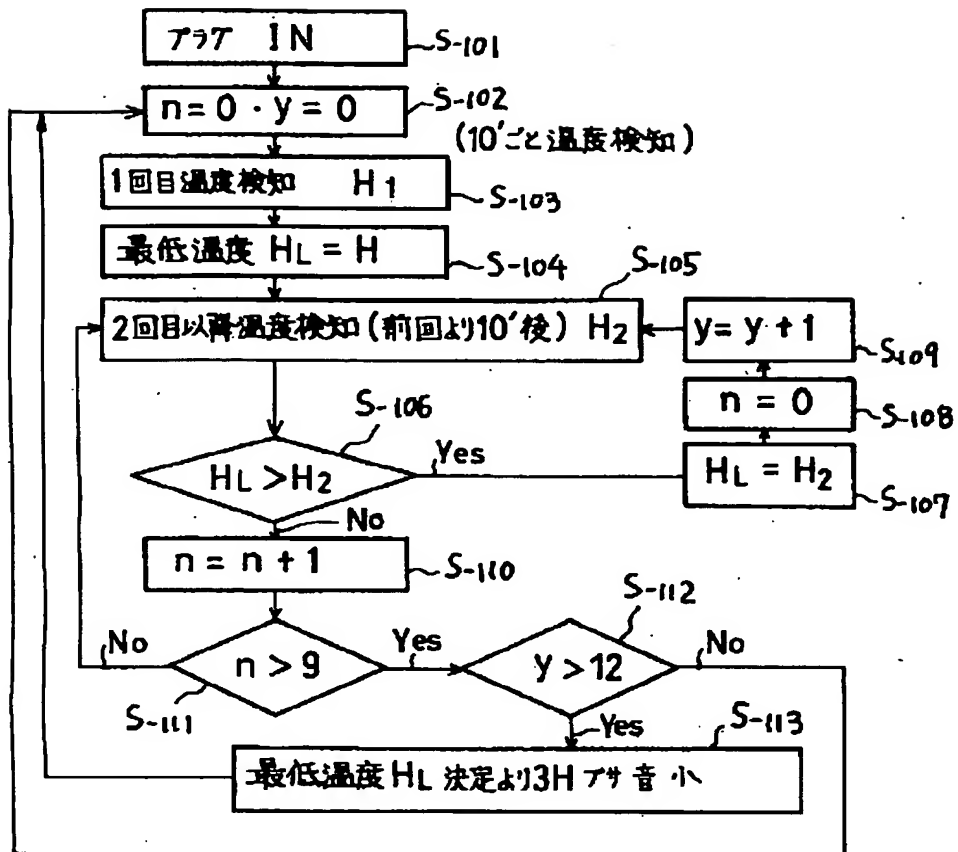 プラグ IN
S-101
n=0・y=0
S-102
(10'ごと温度検知)
1回目温度検知 H1
S-103
最低温度 HL=H
S-104
S-105
2回目以降温度検知(前回より10'後) H2
y=y+1
S-109
n=0
S-108
HL=H2
S-107
S-106
HL>H2
Yes
No
n=n+1
S-110
S-112
n>9
No
Yes
S-111
y>12
No
Yes
S-113
最低温度HL決定より3Hブザ音小